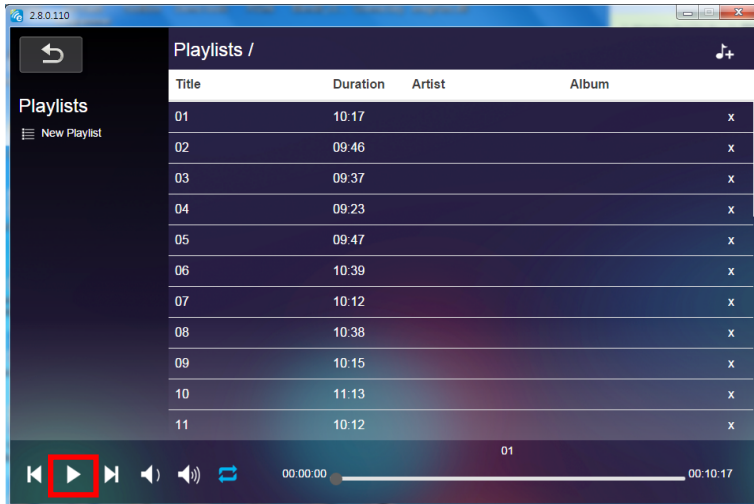 2.8.0.110
Playlists /
Playlists
New Playlist
Title Duration Artist Album
01 10:17 x
02 09:46 x
03 09:37 x
04 09:23 x
05 09:47 x
06 10:39 x
07 10:12 x
08 10:38 x
09 10:15 x
10 11:13 x
11 10:12 x
01
00:00:00 00:10:17